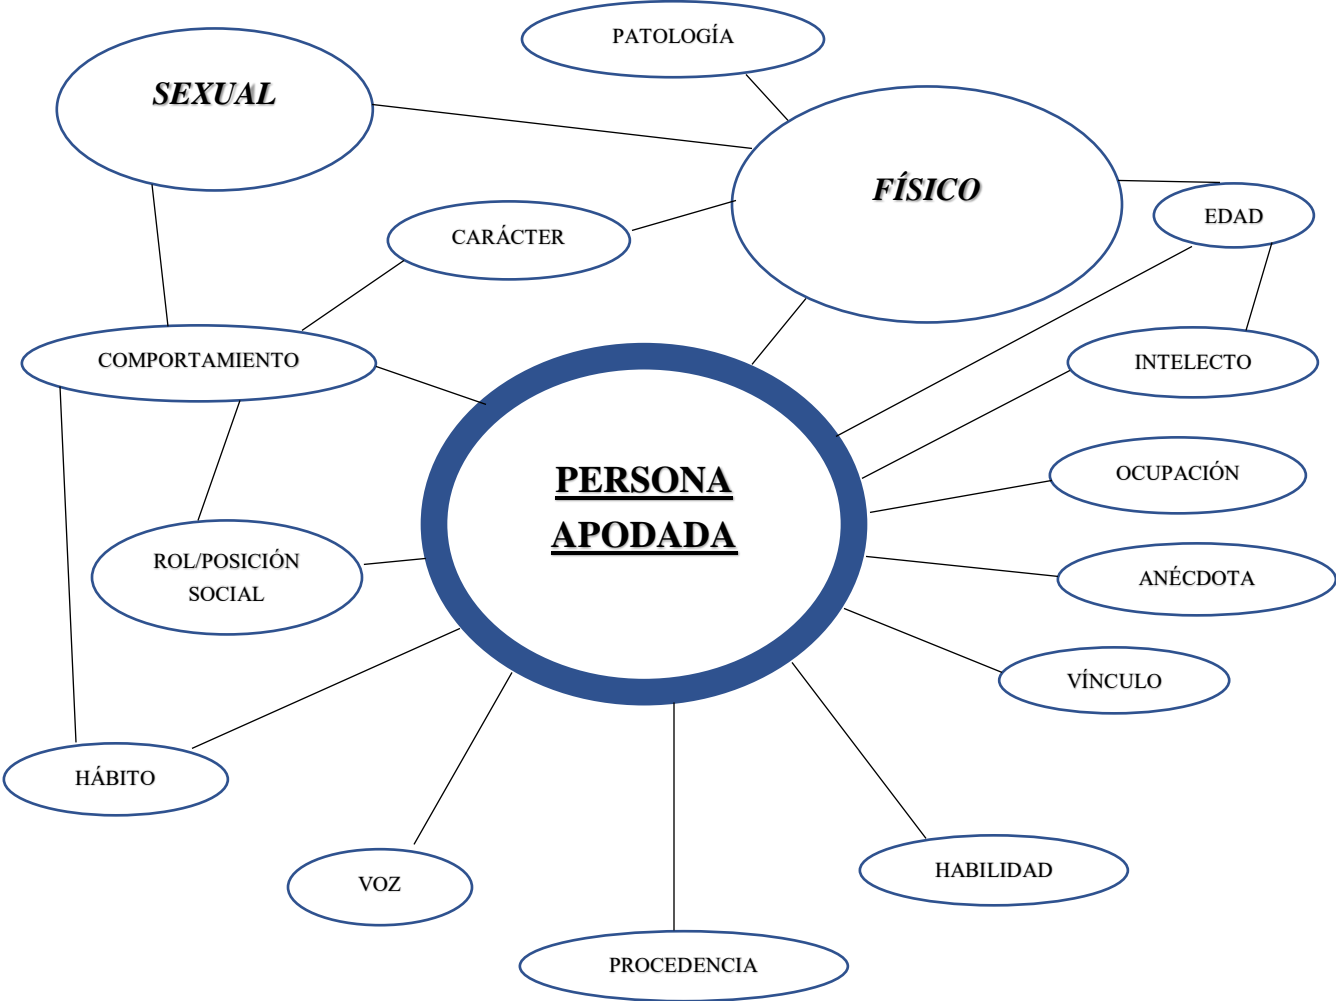 PATOLOGÍA
SEXUAL
FÍSICO
EDAD
CARÁCTER
COMPORTAMIENTO
INTELECTO
PERSONA
APODADA
OCUPACIÓN
ROL/POSICIÓN
SOCIAL
ANÉCDOTA
VÍNCULO
HÁBITO
VOZ
HABILIDAD
PROCEDENCIA